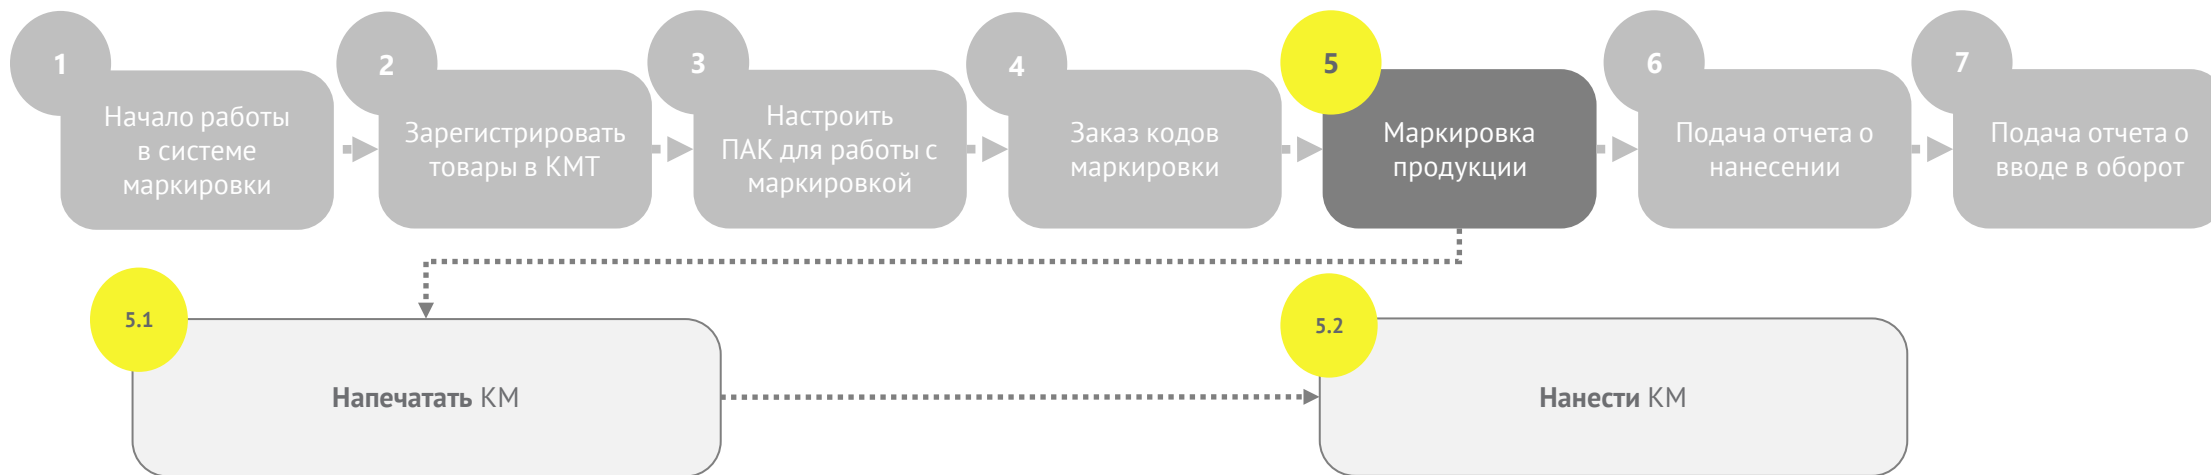 1
Начало работы
в системе
маркировки
2
Зарегистрировать
товары в КМТ
3
Настроить
ПАК для работы с
маркировкой
4
Заказ кодов
маркировки
5
Маркировка
продукции
6
Подача отчета о
нанесении
7
Подача отчета о
вводе в оборот
5.1
Напечатать КМ
5.2
Нанести КМ